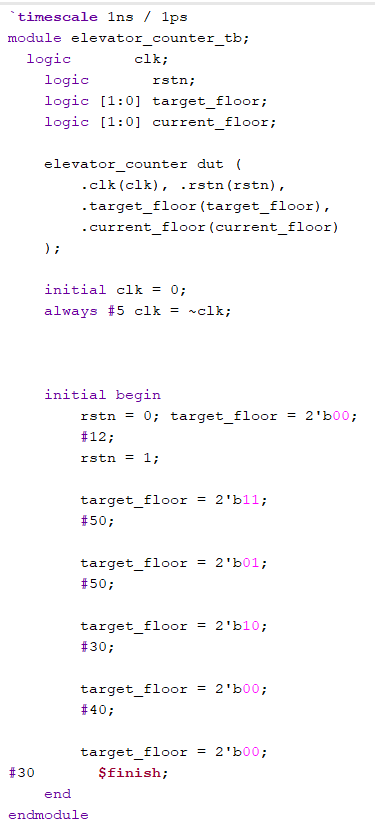 `timescale 1ns / 1ps
module elevator_counter_tb;
  logic       clk;
    logic       rstn;
    logic [1:0] target_floor;
    logic [1:0] current_floor;

    elevator_counter dut (
        .clk(clk), .rstn(rstn),
        .target_floor(target_floor),
        .current_floor(current_floor)
    );

    initial clk = 0;
    always #5 clk = ~clk;

    initial begin
        rstn = 0; target_floor = 2'b00;
        #12;
        rstn = 1;

        target_floor = 2'b11;
        #50;

        target_floor = 2'b01;
        #50;

        target_floor = 2'b10;
        #30;

        target_floor = 2'b00;
        #40;

        target_floor = 2'b00;
#30       $finish;
    end
endmodule